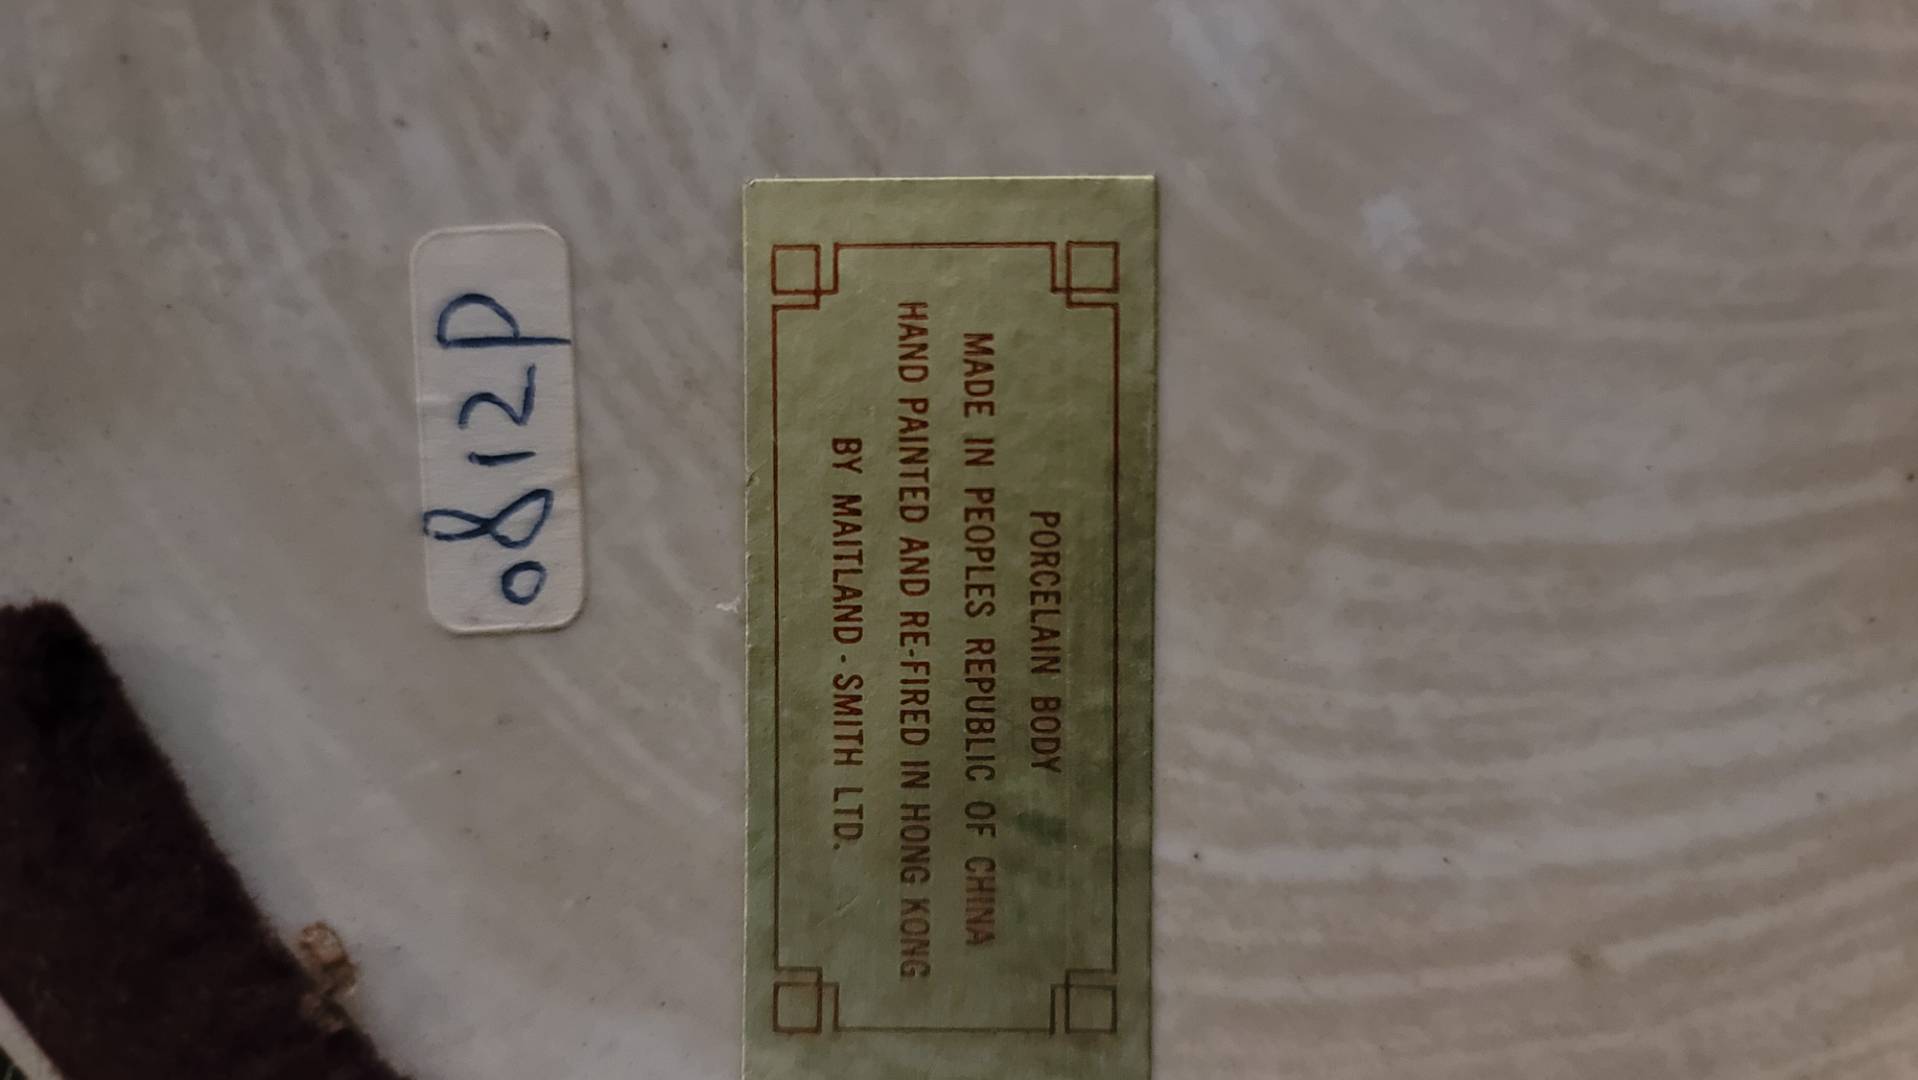 PORCELAIN BODY
MADE IN PEOPLES REPUBLIC OF CHINA
HAND PAINTED AND RE-FIRED IN HONG KONG
BY MAITLAND-SMITH LTD.
P2180